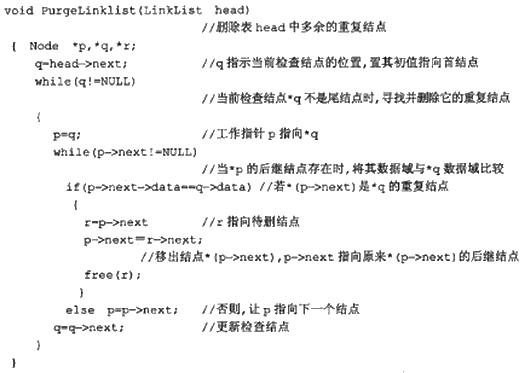 void PurgeLinklist(LinkList head)
//删除表 head 中多余的重复结点
{ Node *p,*q,*r;
q=head->next; //q 指示当前检查结点的位置,置其初值指向首结点
while(q!=NULL)
//当前检查结点*q 不是尾结点时,寻找并删除它的重复结点
{
p=q; //工作指针 p 指向*q
while(p->next!=NULL)
//当*p 的后继结点存在时,将其数据域与*q 数据域比较
if(p->next->data==q->data) //若*(p->next)是*q 的重复结点
{
r=p->next //r 指向待删结点
p->next=r->next;
//移出结点*(p->next),p->next 指向原来*(p->next)的后继结点
free(r);
}
else p=p->next; //否则,让 p 指向下一个结点
q=q->next; //更新检查结点
}
}